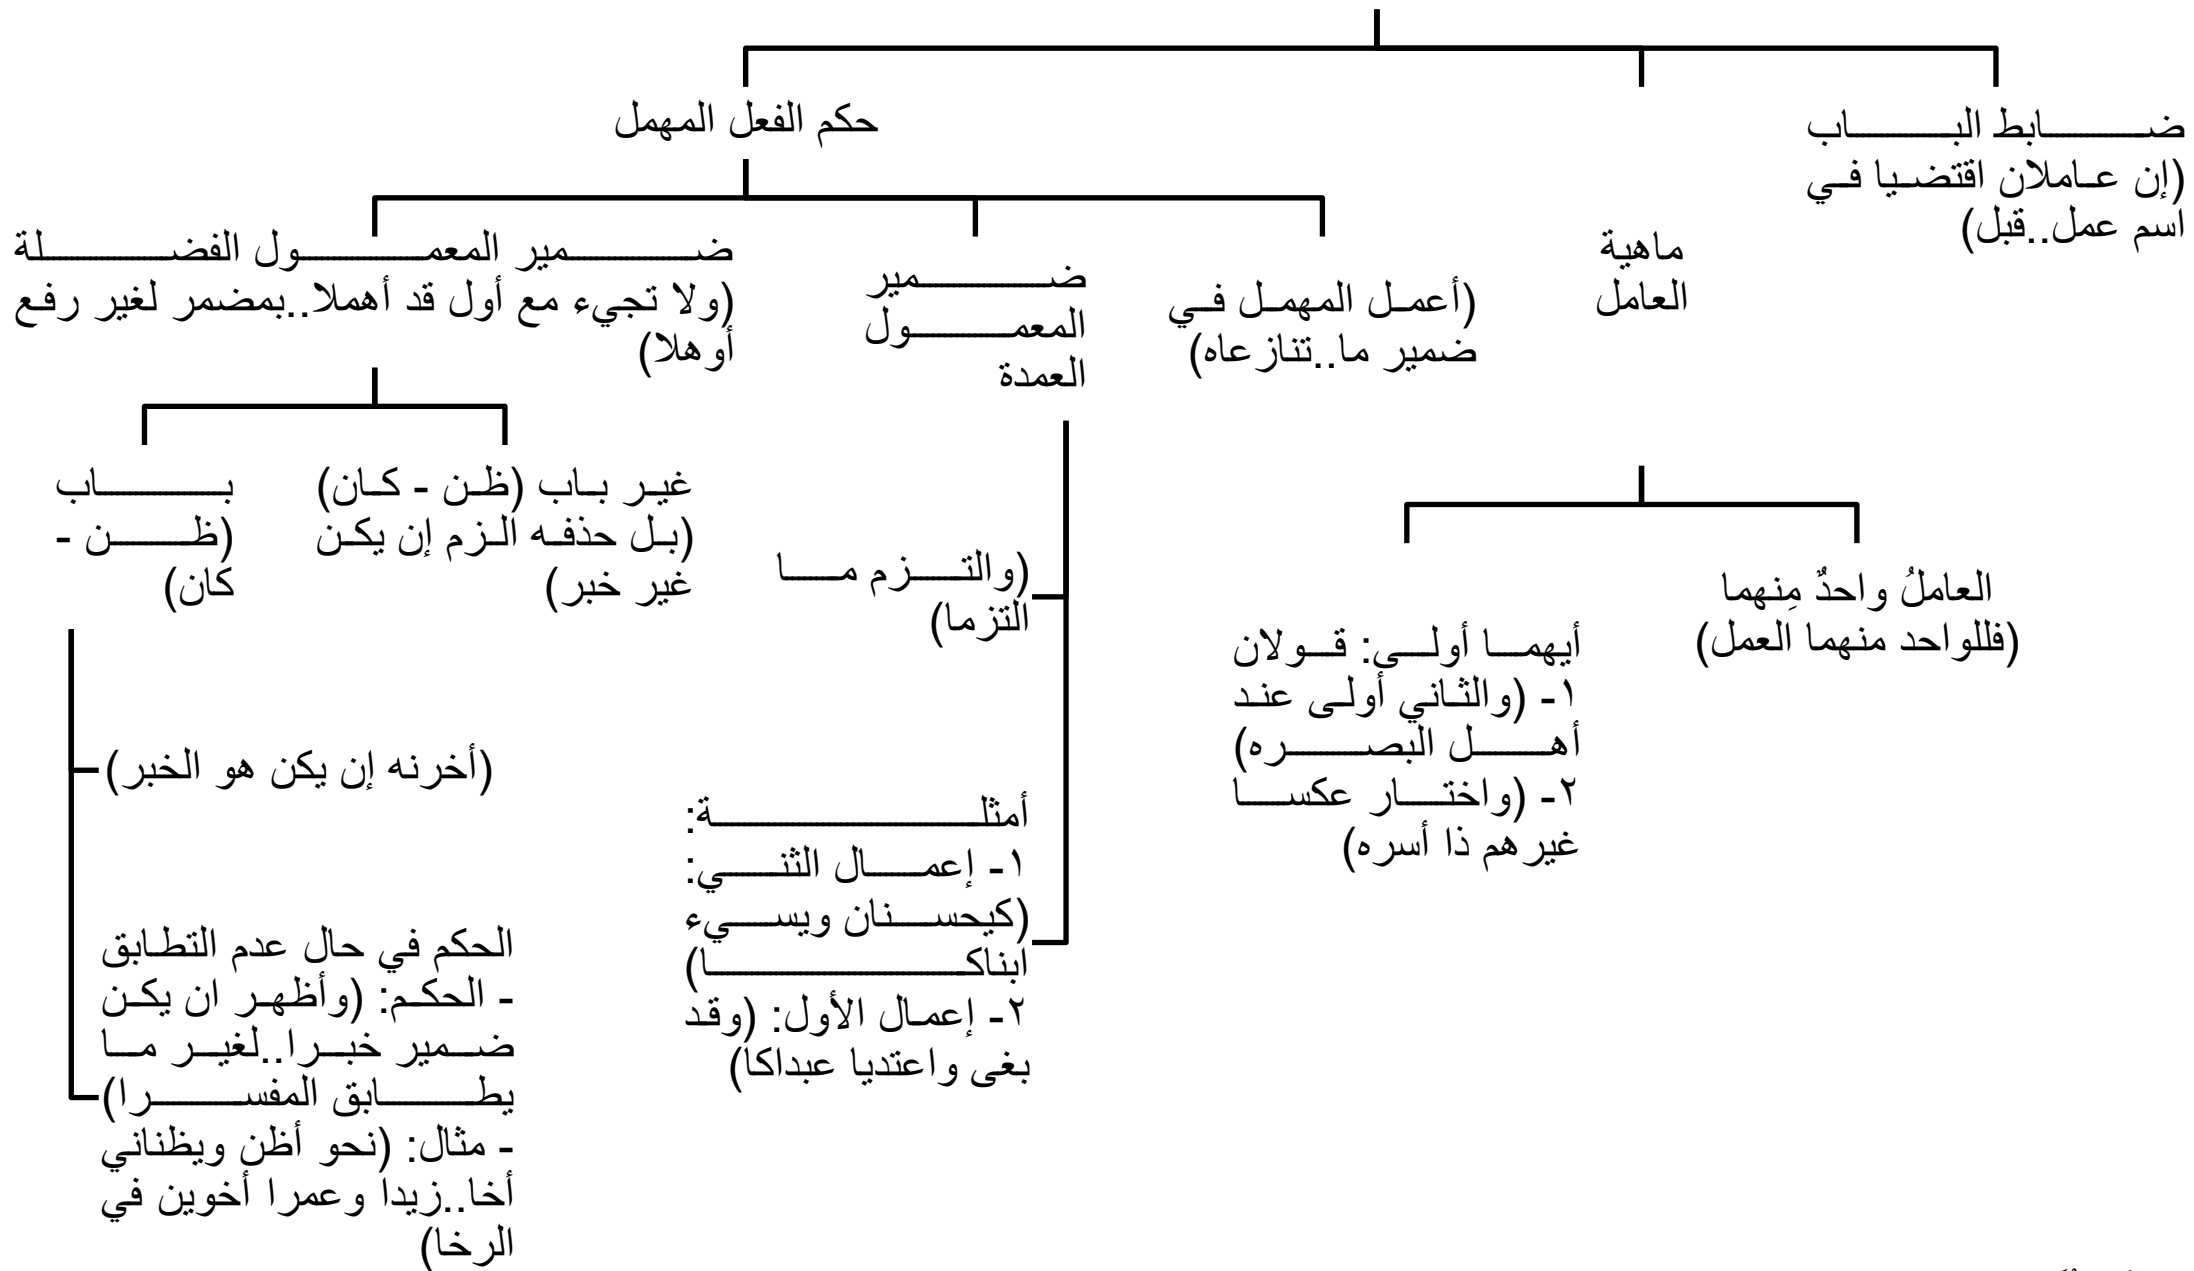 ضابط الباب
(إن عاملان اقتضيا في
اسم عمل..قبل)
ماهية
العامل
العاملُ واحدٌ مِنهما
(فللواحد منهما العمل)
أيهما أولى: قولان
١- (والثاني أولى عند
أهل البصره)
٢- (واختار عكسا
غيرهم ذا أسره)
حكم الفعل المهمل
(أعمل المهمل في
ضمير ما..تنازعاه)
ضمير
المعمول
العمدة
(والتزم ما
التزما)
أمثلة:
١- إعمال الثني:
(كيحسنان ويسيء
ابناكا)
٢- إعمال الأول: (وقد
بغى واعتديا عبداكا)
ضمير المعمول الفضلة
(ولا تجيء مع أول قد أهملا..بمضمر لغير رفع
أوهلا)
غير باب (ظن - كان)
(بل حذفه الزم إن يكن
غير خبر)
باب
(ظن -
كان)
(أخرنه إن يكن هو الخبر)
الحكم في حال عدم التطابق
- الحكم: (وأظهر ان يكن
ضمير خبرا..لغير ما
يطابق المفسرا)
- مثال: (نحو أظن ويظناني
أخا..زيدا وعمرا أخوين في
الرخا)